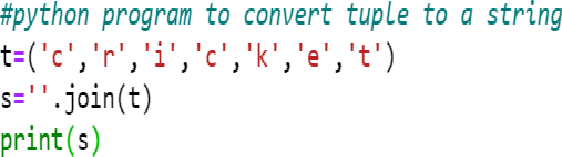 #python program to convert tuple to a string
t=('c','r','i','c','k','e','t')
s=''.join(t)
print(s)